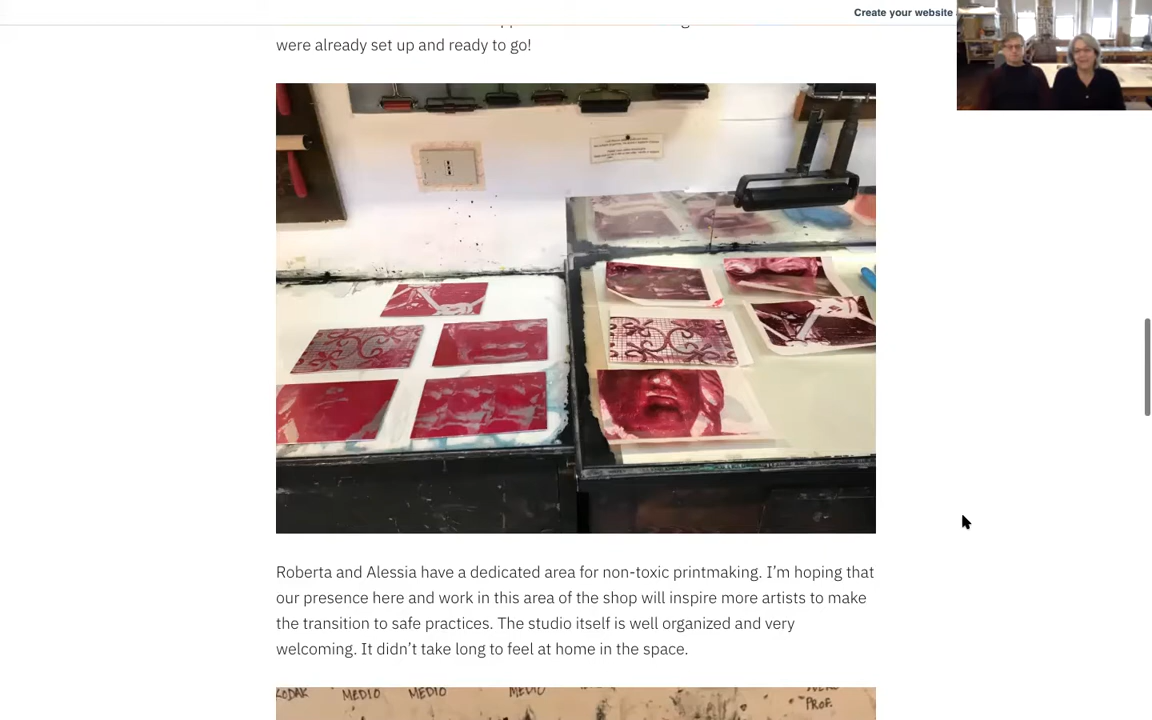 Create your website
were already set up and ready to go!
Roberta and Alessia have a dedicated area for non-toxic printmaking. I’m hoping that
our presence here and work in this area of the shop will inspire more artists to make
the transition to safe practices. The studio itself is well organized and very
welcoming. It didn’t take long to feel at home in the space.
KODAK MEDIO MEDIO MEDIO
PROF.